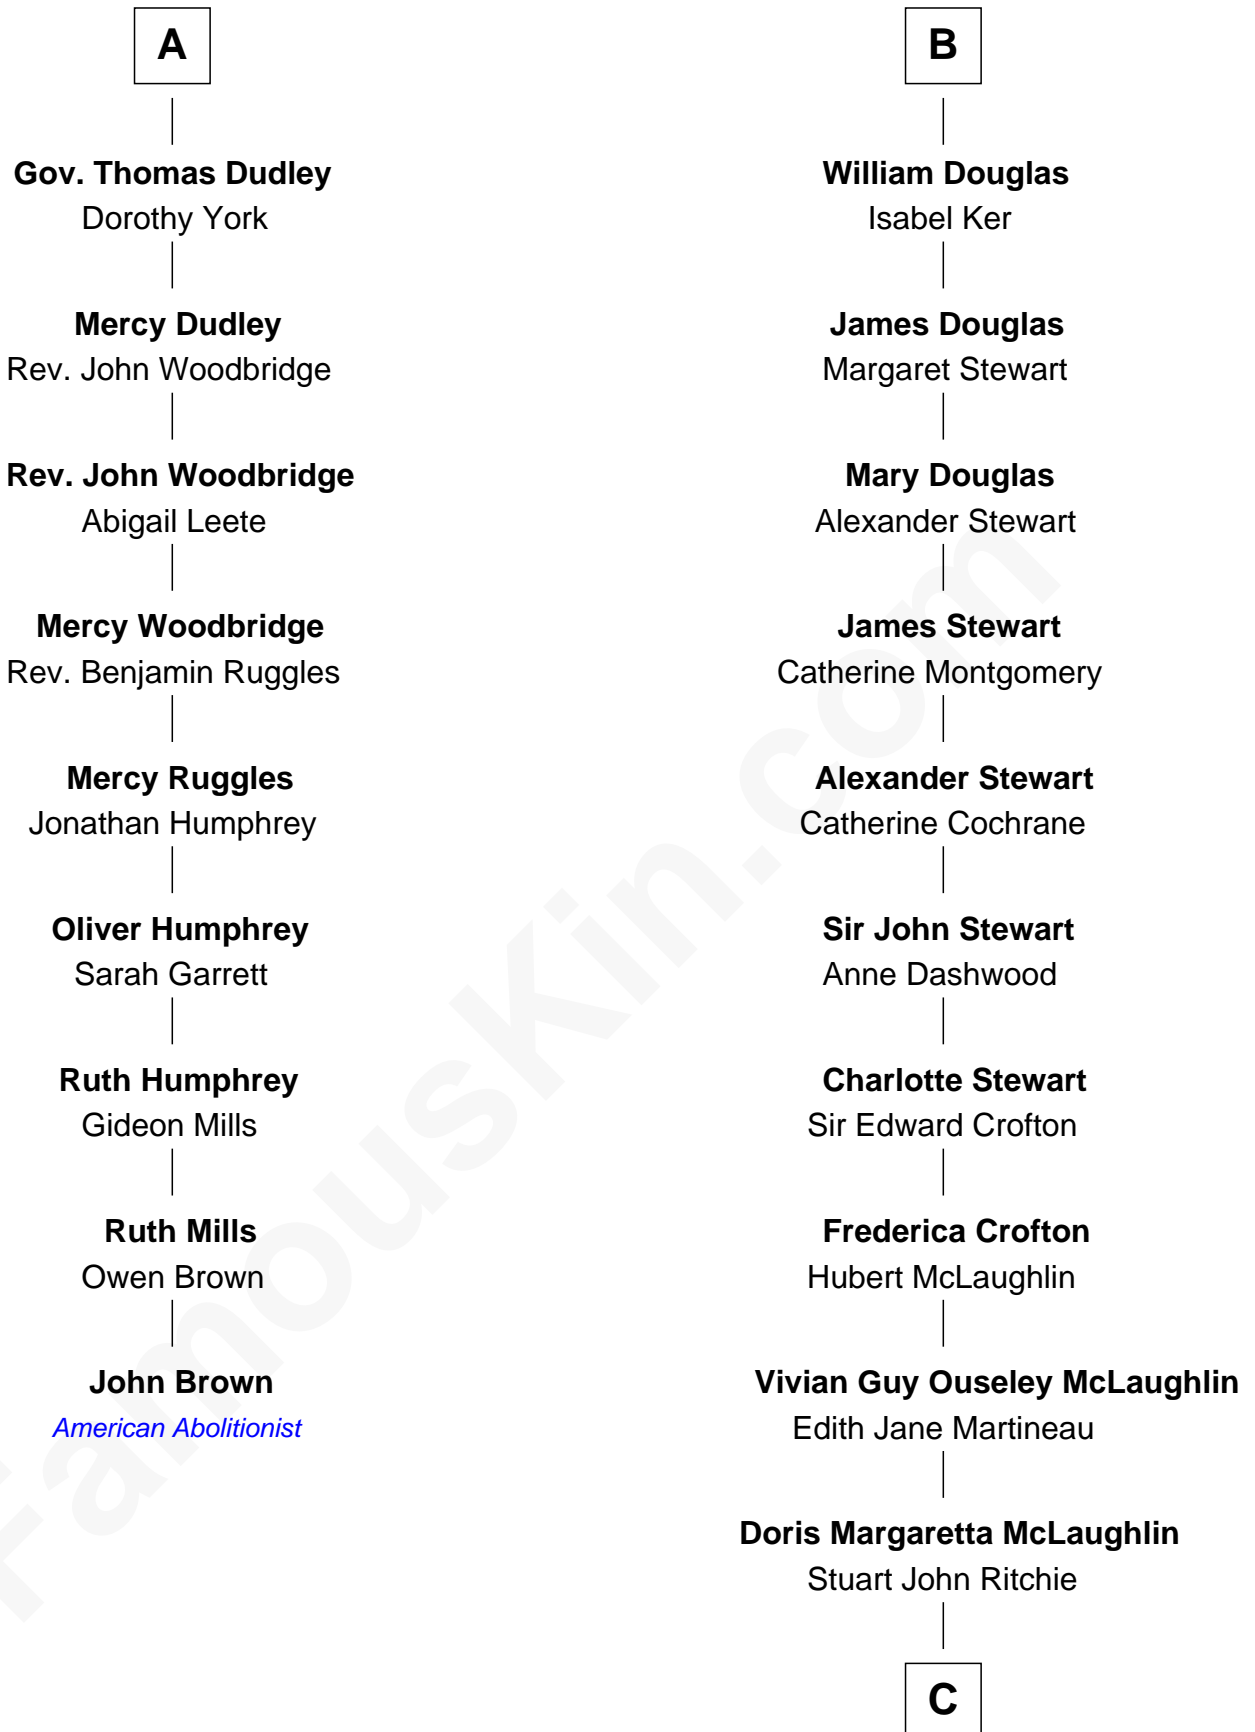 A
Gov. Thomas Dudley
Dorothy York
Mercy Dudley
Rev. John Woodbridge
Rev. John Woodbridge
Abigail Leete
Mercy Woodbridge
Rev. Benjamin Ruggles
Mercy Ruggles
Jonathan Humphrey
Oliver Humphrey
Sarah Garrett
Ruth Humphrey
Gideon Mills
Ruth Mills
Owen Brown
John Brown
American Abolitionist
B
William Douglas
Isabel Ker
James Douglas
Margaret Stewart
Mary Douglas
Alexander Stewart
James Stewart
Catherine Montgomery
Alexander Stewart
Catherine Cochrane
Sir John Stewart
Anne Dashwood
Charlotte Stewart
Sir Edward Crofton
Frederica Crofton
Hubert McLaughlin
Vivian Guy Ouseley McLaughlin
Edith Jane Martineau
Doris Margaretta McLaughlin
Stuart John Ritchie
C
FamousKin.com